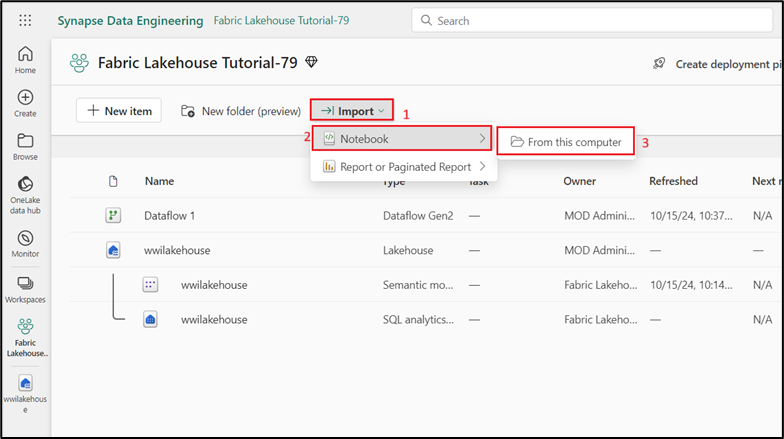 Synapse Data Engineering Fabric Lakehouse Tutorial-79 Search
Home
Create
Browse
OneLake
data hub
Monitor
Workspaces
Fabric
Lakehouse..
wwilakehous
e
Fabric Lakehouse Tutorial-79 Create deployment pi
New item New folder (preview) Import 1
2 Notebook From this computer 3
Report or Paginated Report
Name Type Task Owner Refreshed Next r
Dataflow 1 Dataflow Gen2 — MOD Admini... 10/15/24, 10:37... N/A
wwilakehouse Lakehouse — MOD Admini... — —
wwilakehouse Semantic mo... — Fabric Lakeho... 10/15/24, 10:14... N/A
wwilakehouse SQL analytics... — Fabric Lakeho... — N/A